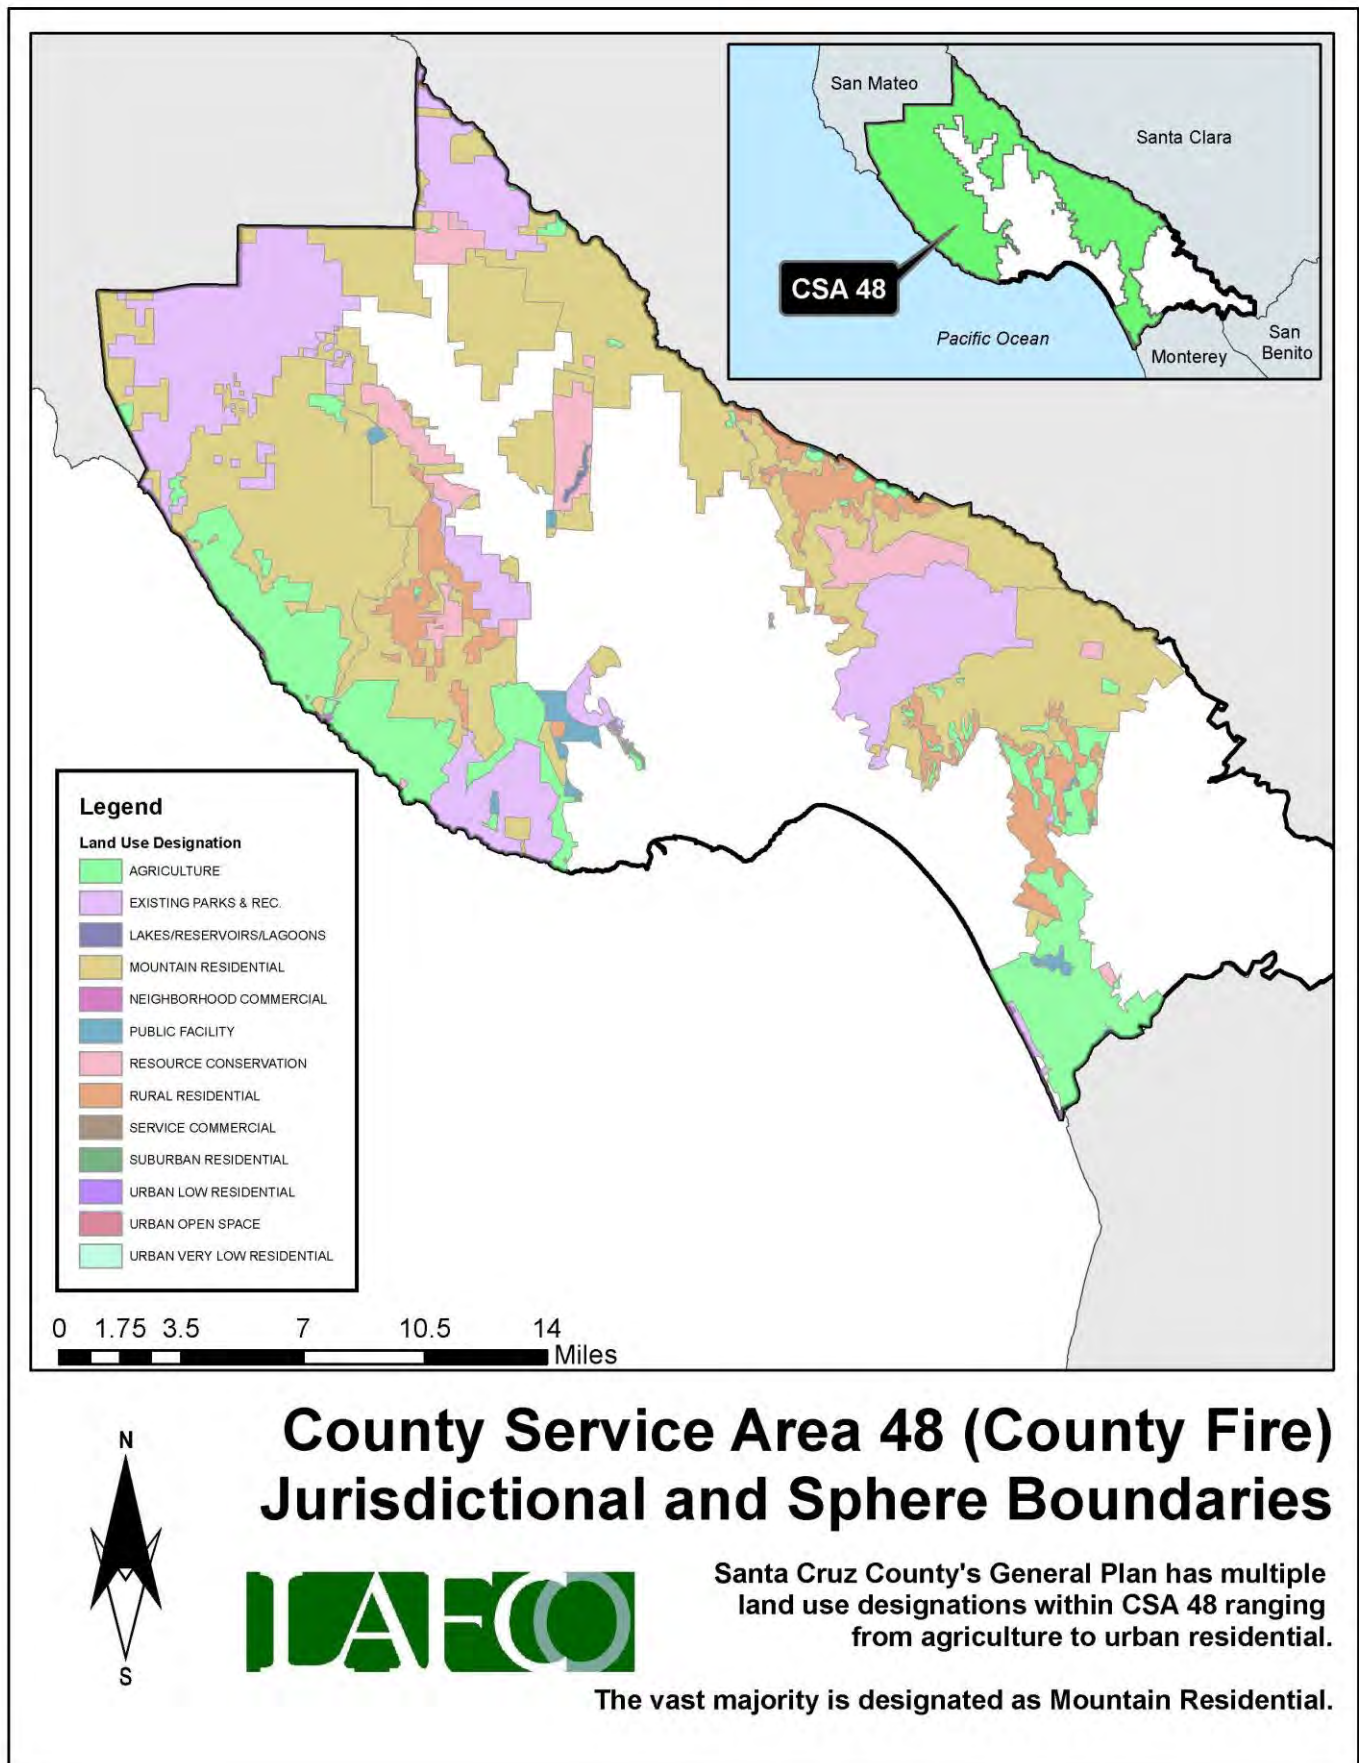 San Mateo
Santa Clara
CSA 48
Pacific Ocean
San
Benito
Monterey
Legend
Land Use Designation
AGRICULTURE
EXISTING PARKS & REC.
LAKES/RESERVOIRS/LAGOONS
MOUNTAIN RESIDENTIAL
NEIGHBORHOOD COMMERCIAL
PUBLIC FACILITY
RESOURCE CONSERVATION
RURAL RESIDENTIAL
SERVICE COMMERCIAL
SUBURBAN RESIDENTIAL
URBAN LOW RESIDENTIAL
URBAN OPEN SPACE
URBAN VERY LOW RESIDENTIAL
0 1.75 3.5 7 10.5 14
Miles
County Service Area 48 (County Fire)
Jurisdictional and Sphere Boundaries
N
S
LAFCO
Santa Cruz County's General Plan has multiple
land use designations within CSA 48 ranging
from agriculture to urban residential.
The vast majority is designated as Mountain Residential.